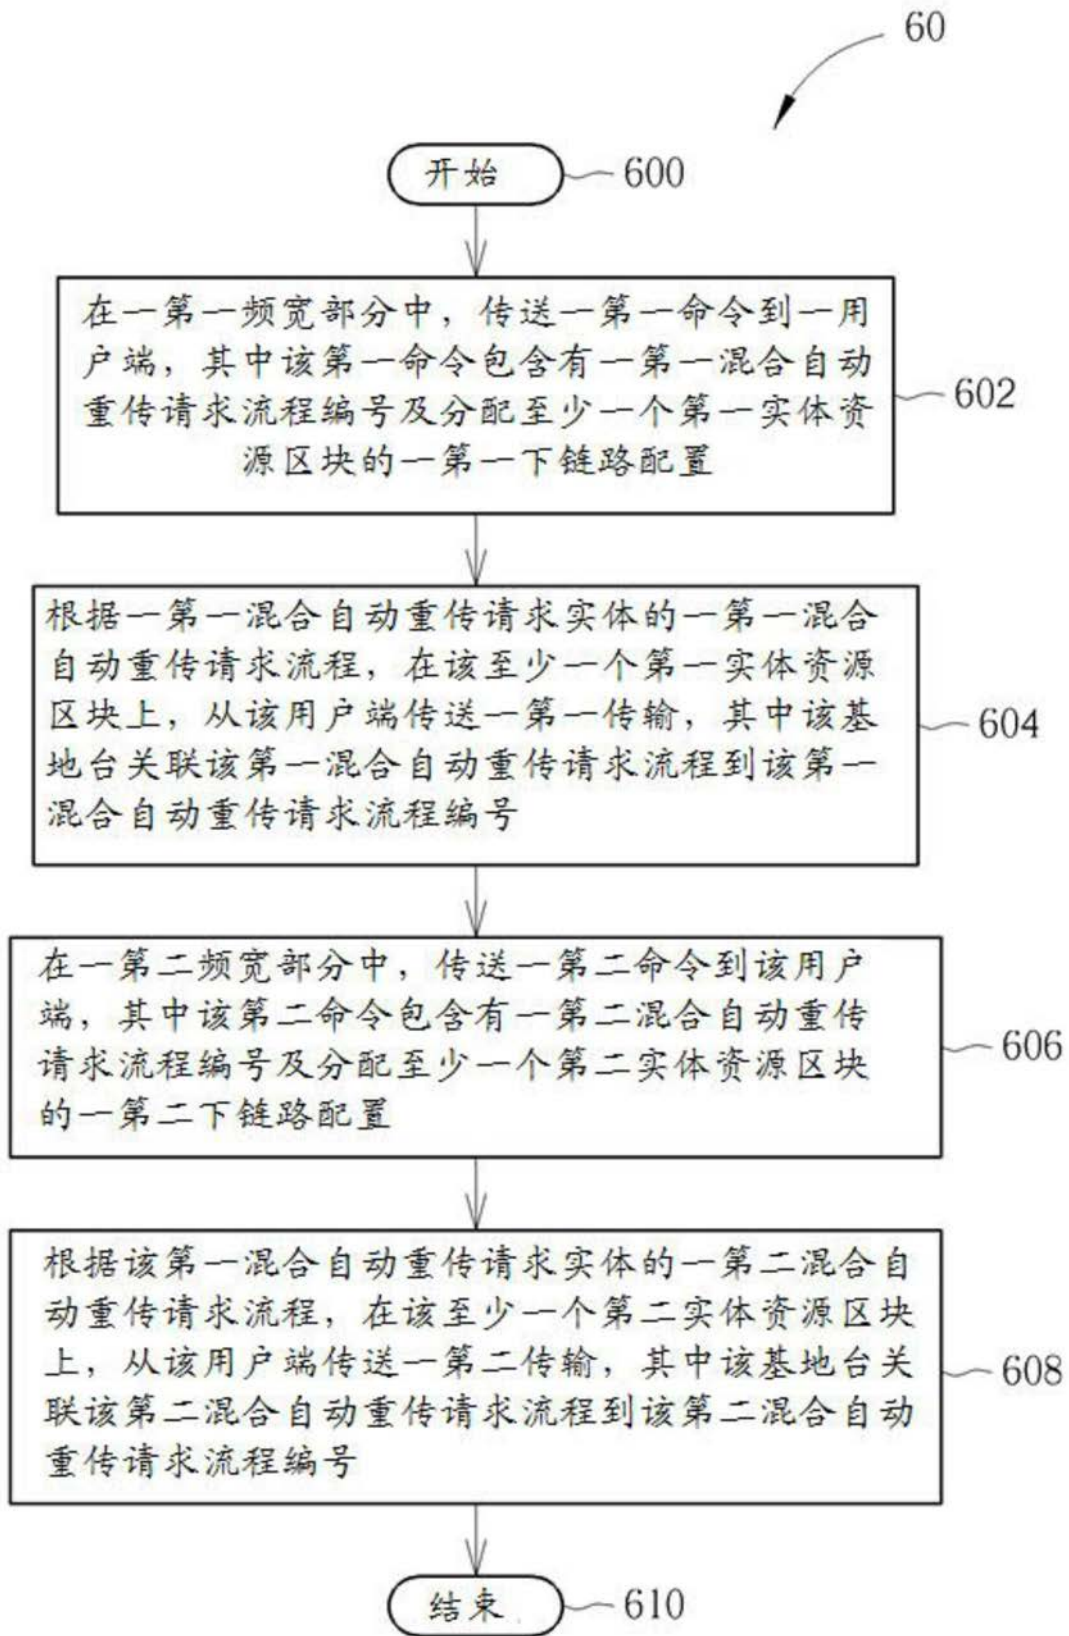 60
开始 600
在一第一频宽部分中，传送一第一命令到一用
户端，其中该第一命令包含有一第一混合自动
重传请求流程编号及分配至少一个第一实体资
源区块的一第一下链路配置
602
根据一第一混合自动重传请求实体的一第一混合
自动重传请求流程，在该至少一个第一实体资源
区块上，从该用户端传送一第一传输，其中该基
地台关联该第一混合自动重传请求流程到该第一
混合自动重传请求流程编号
604
在一第二频宽部分中，传送一第二命令到该用户
端，其中该第二命令包含有一第二混合自动重传
请求流程编号及分配至少一个第二实体资源区块
的一第二下链路配置
606
根据该第一混合自动重传请求实体的一第二混合自
动重传请求流程，在该至少一个第二实体资源区块
上，从该用户端传送一第二传输，其中该基地台关
联该第二混合自动重传请求流程到该第二混合自动
重传请求流程编号
608
结束 610